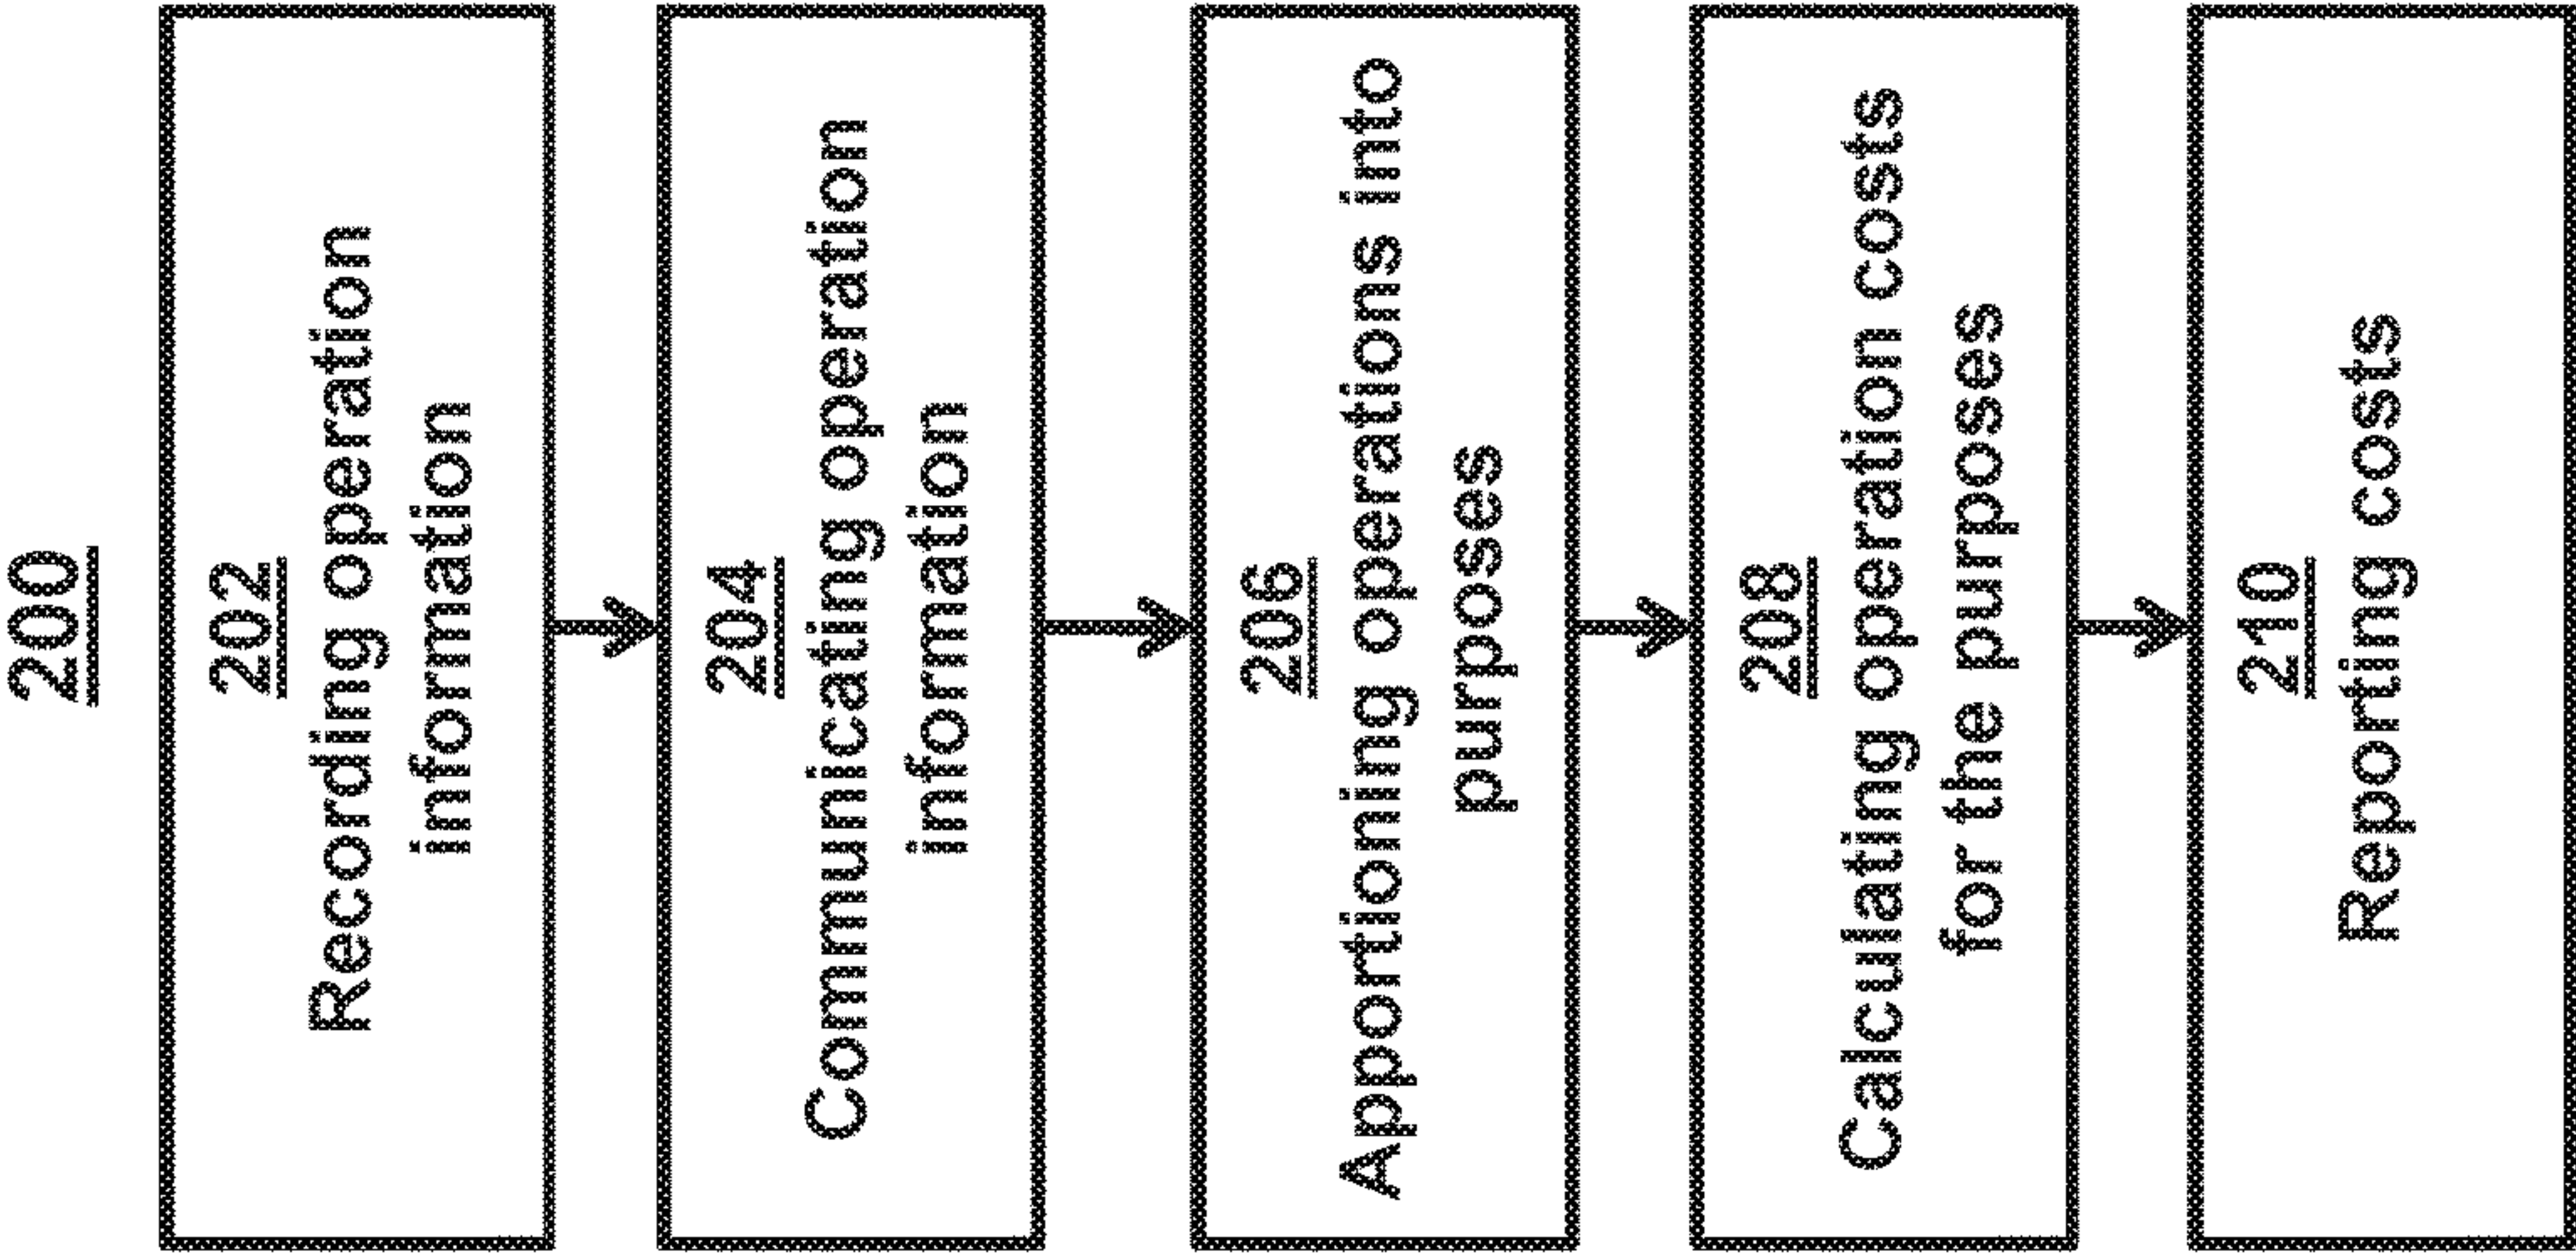 200
202
Recording operation
information
204
Communicating operation
information
206
Apportioning operations into
purposes
208
Calculating operation costs
for the purposes
210
Reporting costs